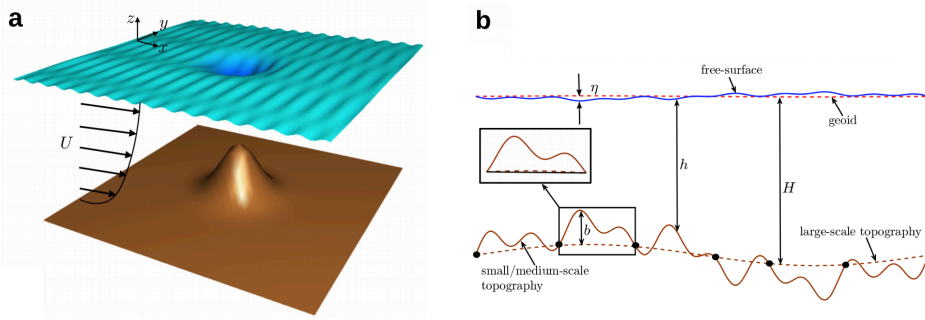 a
z
y
x
U
b
free-surface
η
geoid
h
H
b
large-scale topography
small/medium-scale
topography